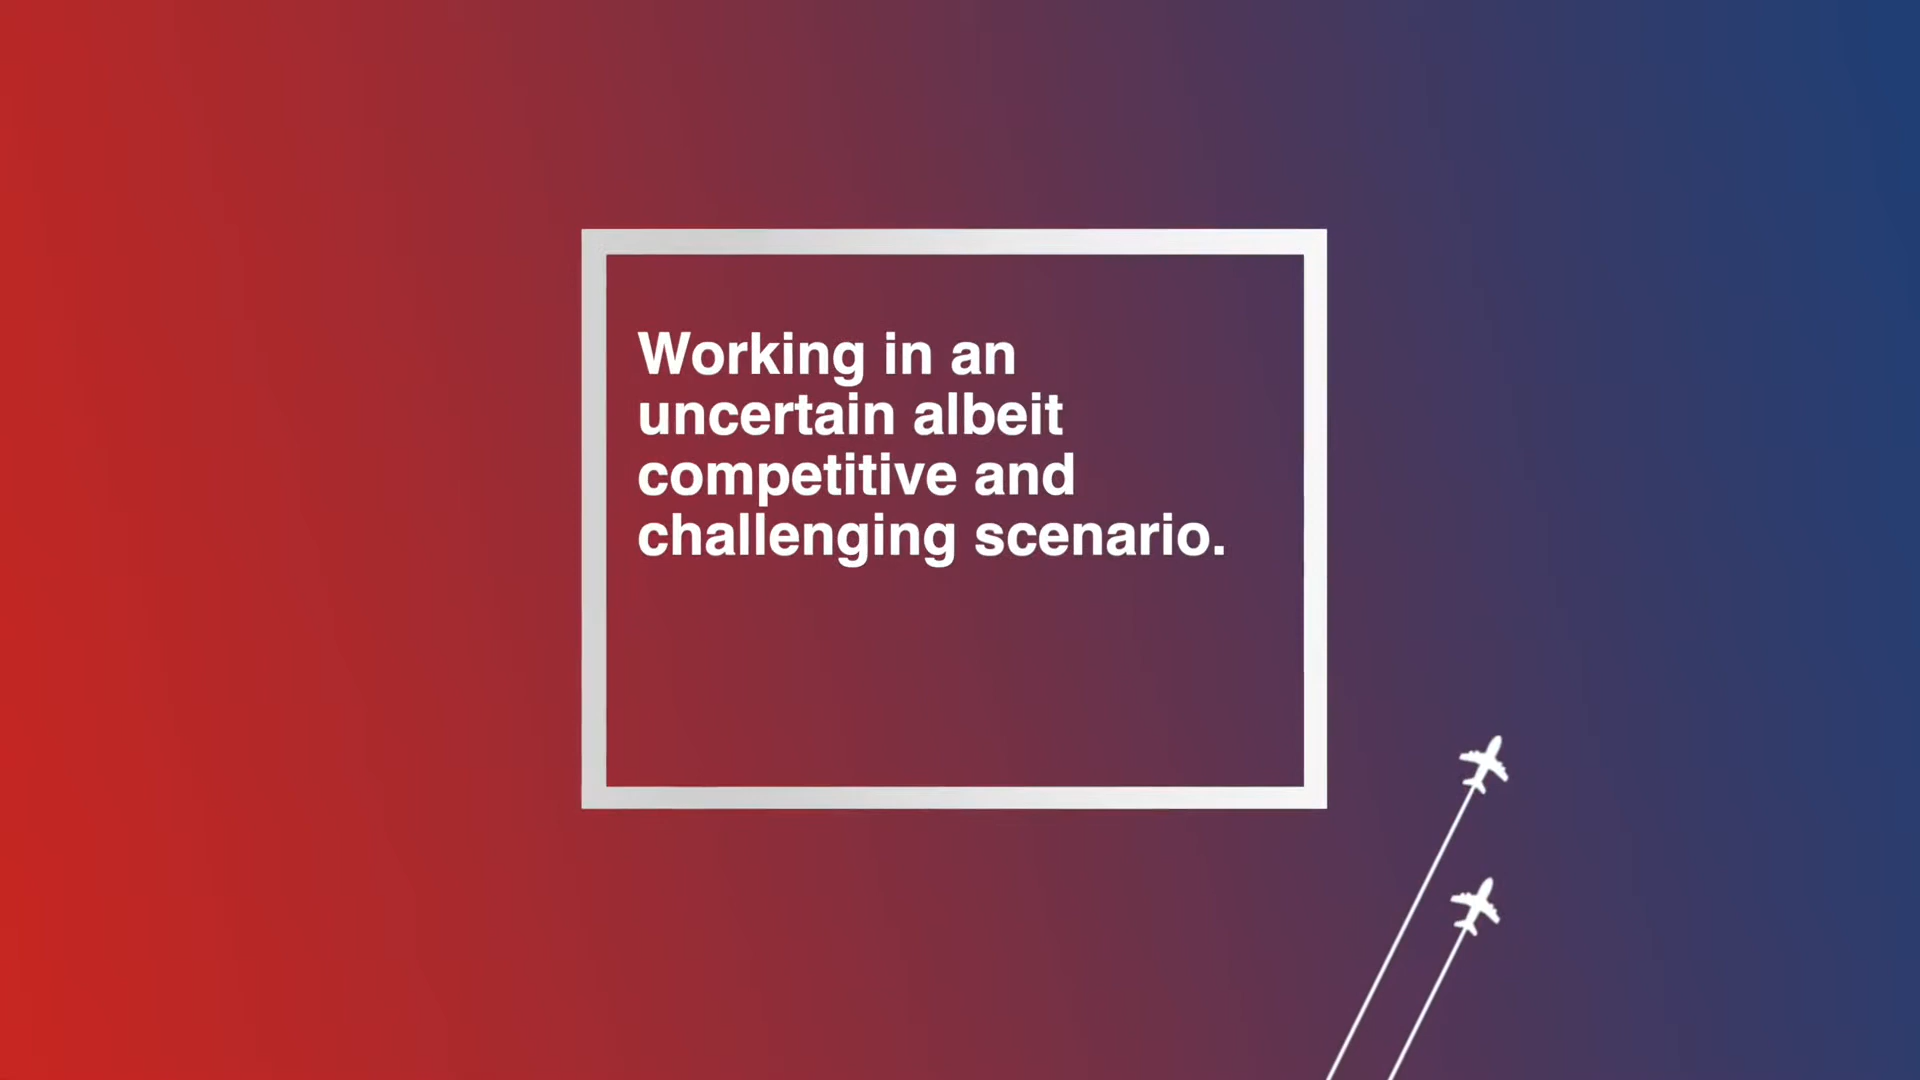 Working in an
uncertain albeit
competitive and
challenging scenario.